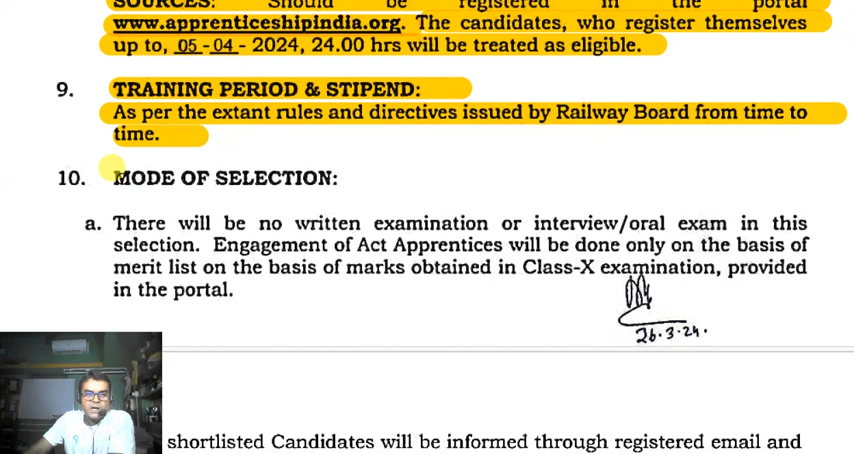 SOURCES: Should be registered in the portal
www.apprenticeshipindia.org. The candidates, who register themselves
up to, 05 -04 - 2024, 24.00 hrs will be treated as eligible.
9. TRAINING PERIOD & STIPEND:
As per the extant rules and directives issued by Railway Board from time to
time.
10. MODE OF SELECTION:
a. There will be no written examination or interview/oral exam in this
selection. Engagement of Act Apprentices will be done only on the basis of
merit list on the basis of marks obtained in Class-X examination, provided
in the portal.
26.3.24.
shortlisted Candidates will be informed through registered email and